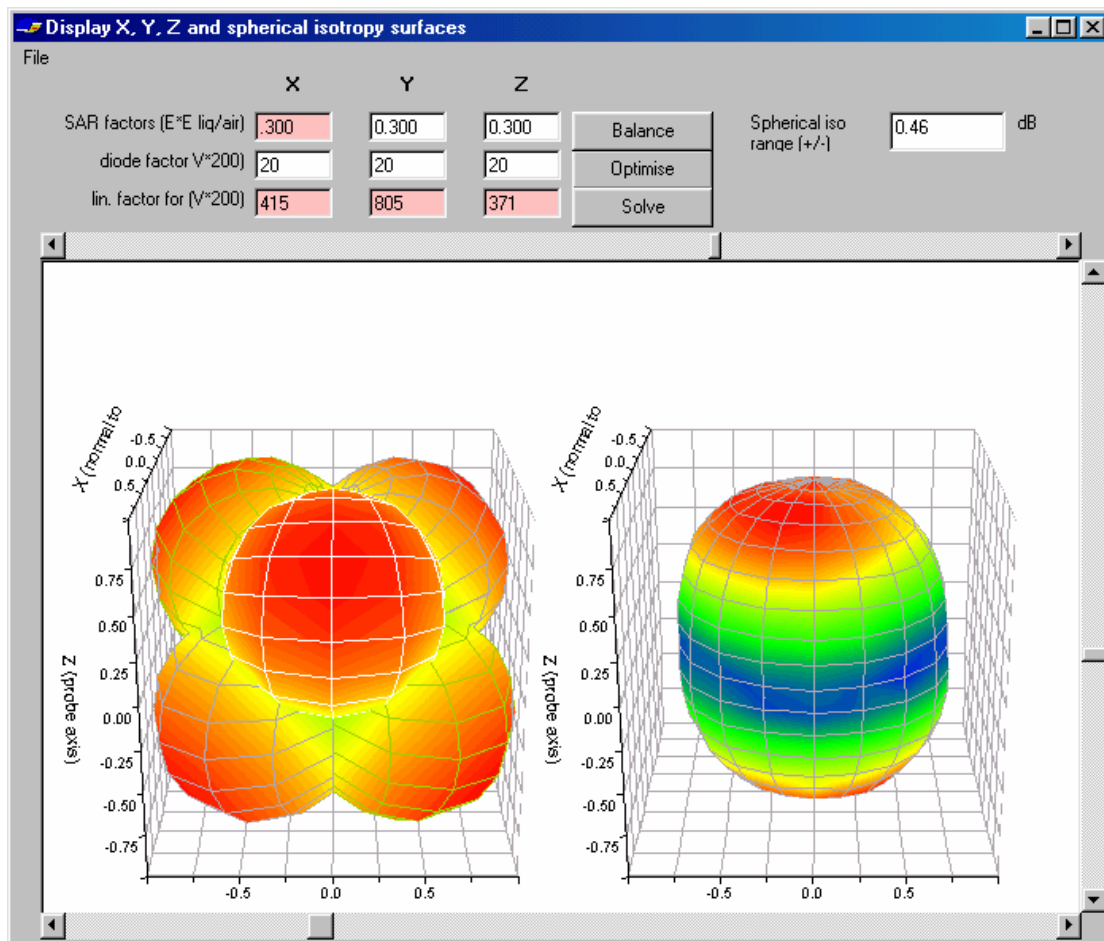 Display X, Y, Z and spherical isotropy surfaces
File
X Y Z
SAR factors (E*E liq/air) .300 0.300 0.300 Balance Spherical iso 0.46 dB
range (+/-)
diode factor V*200) 20 20 20 Optimise
lin. factor for (V*200) 415 805 371 Solve
X (normal to
-0.5
0.0
0.5
0.75
0.50
0.25
0.00
-0.25
-0.50
-0.75
Z (probe axis)
-0.5 0.0 0.5
X (normal to
-0.5
0.0
0.5
0.75
0.50
0.25
0.00
-0.25
-0.50
-0.75
Z (probe axis)
-0.5 0.0 0.5